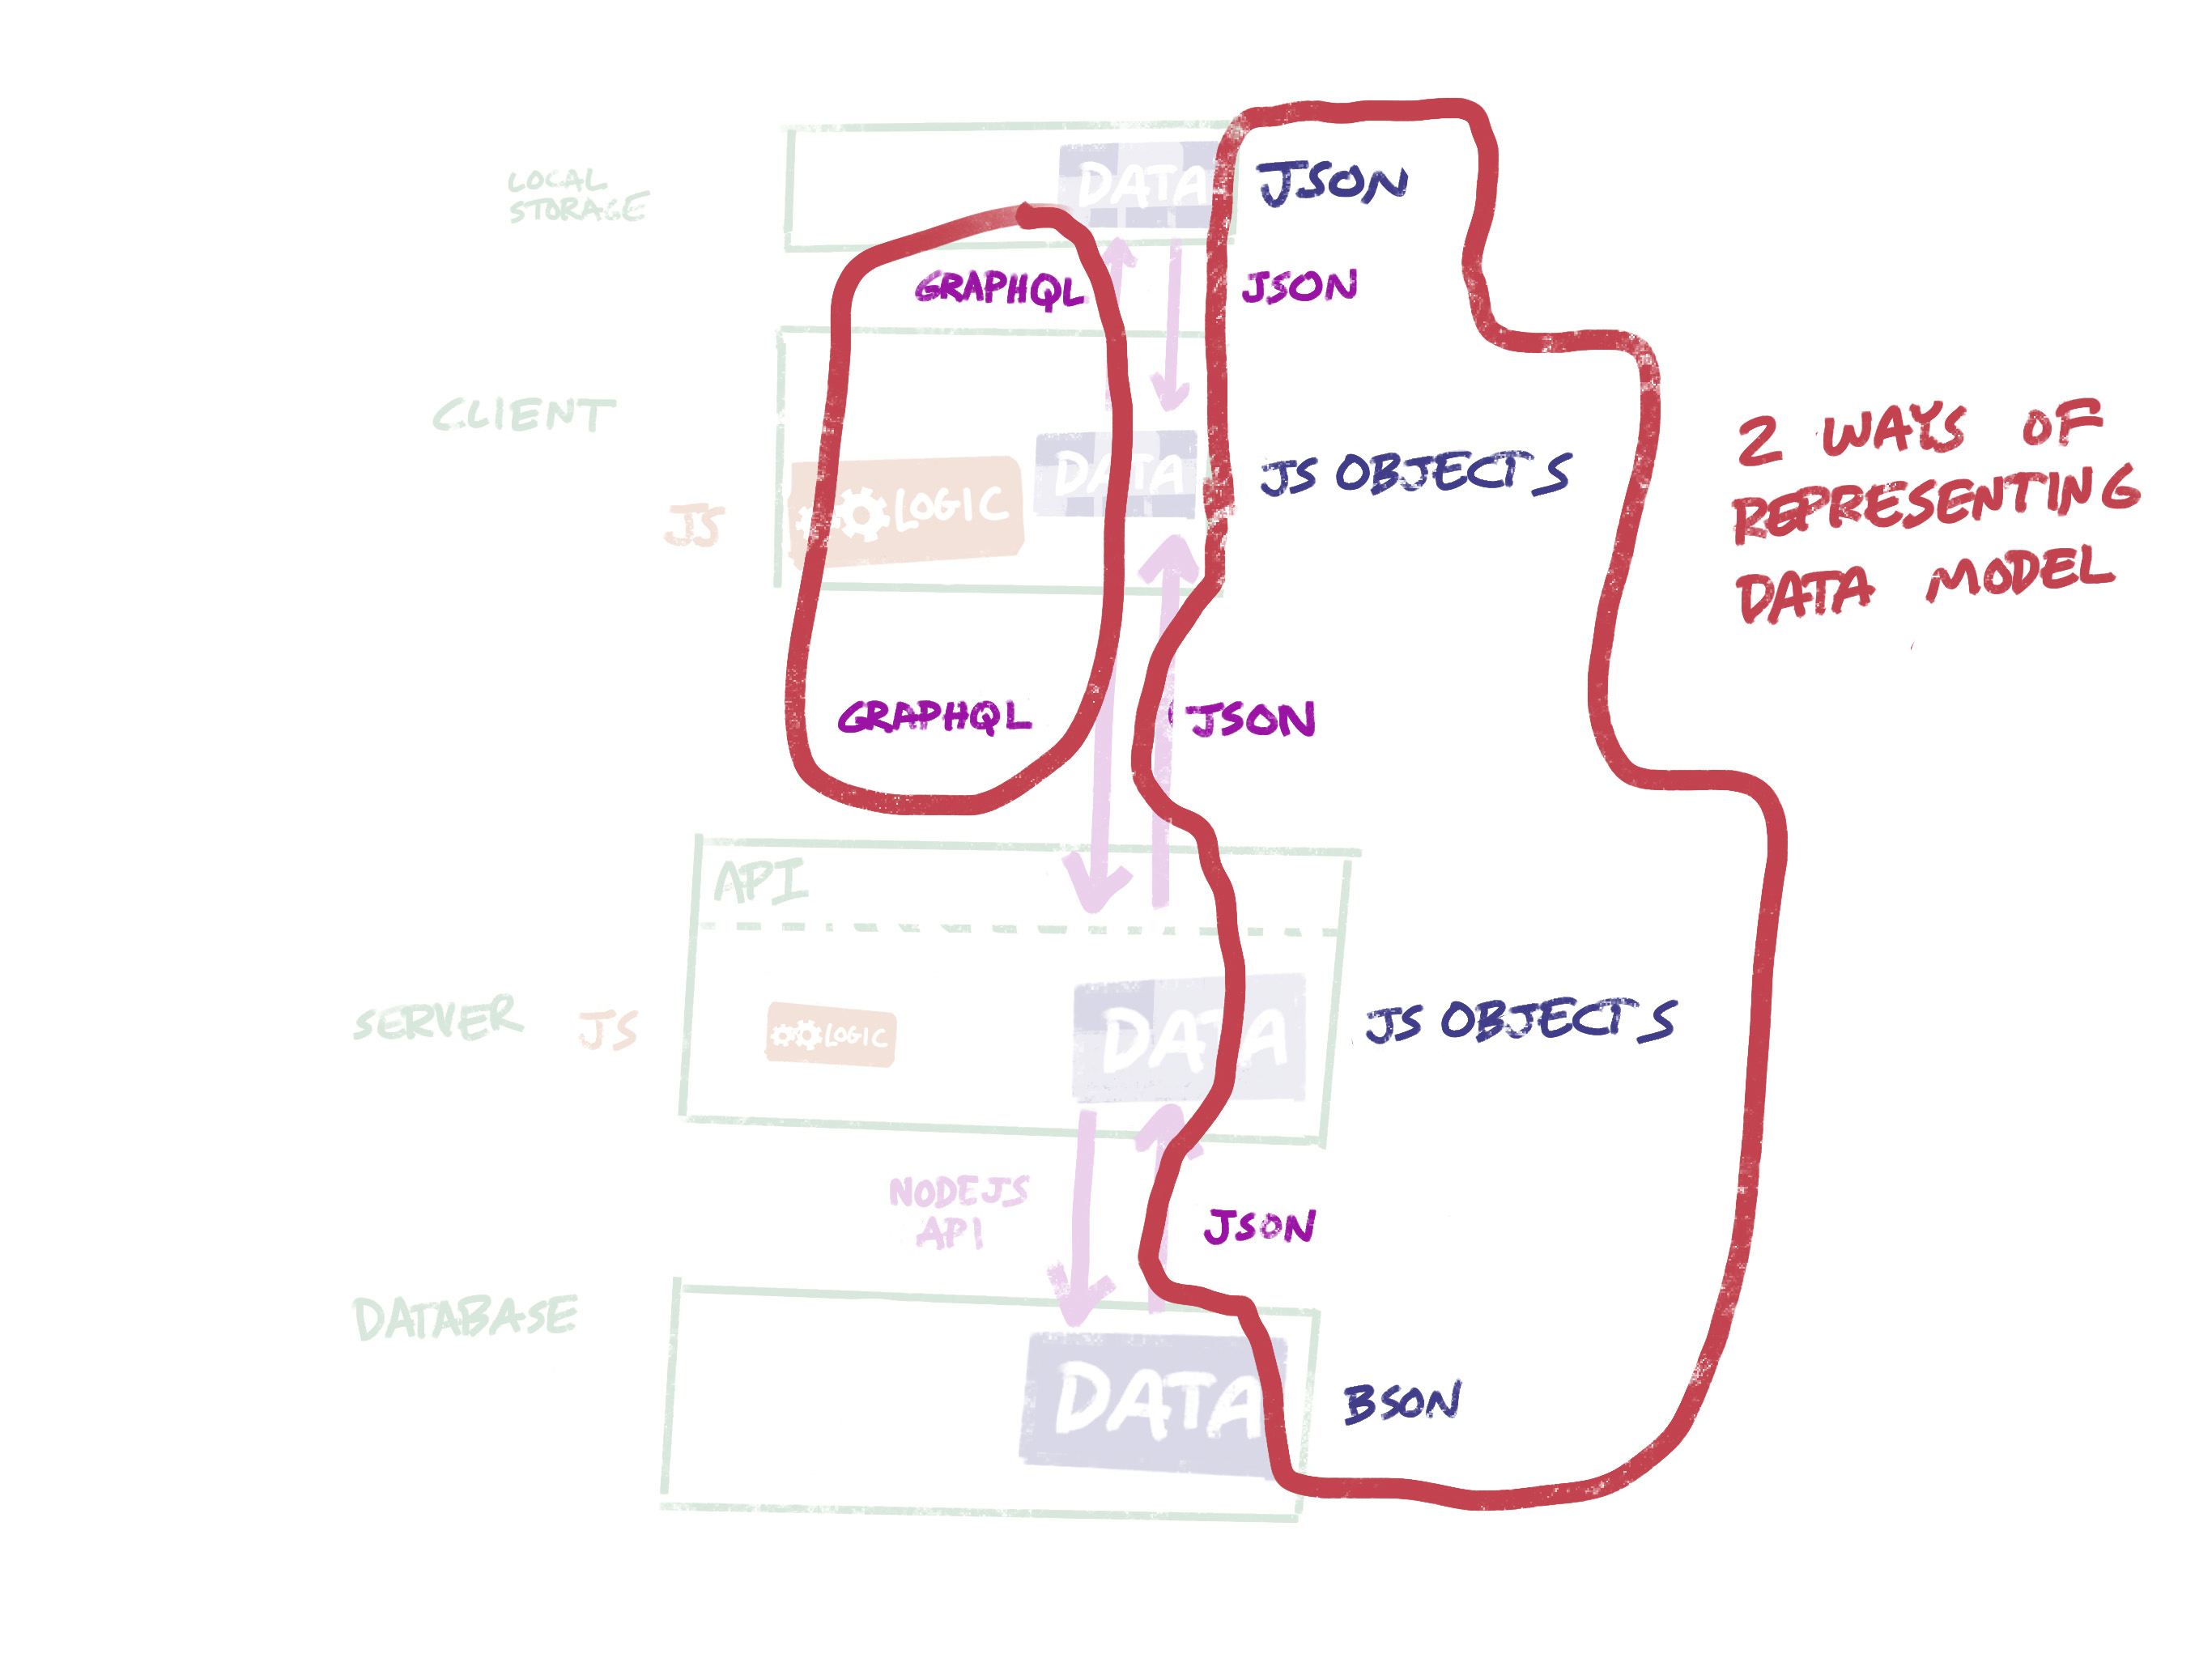 DATA
JSON
LOCAL
STORAGE
GRAPHQL
JSON
CLIENT
2 WAYS OF
REPRESENTING
DATA MODEL
JS
LOGIC
DATA
JS OBJECTS
GRAPHQL
JSON
API
SERVER
JS
LOGIC
DATA
JS OBJECTS
NODEJS
API
JSON
DATABASE
DATA
BSON